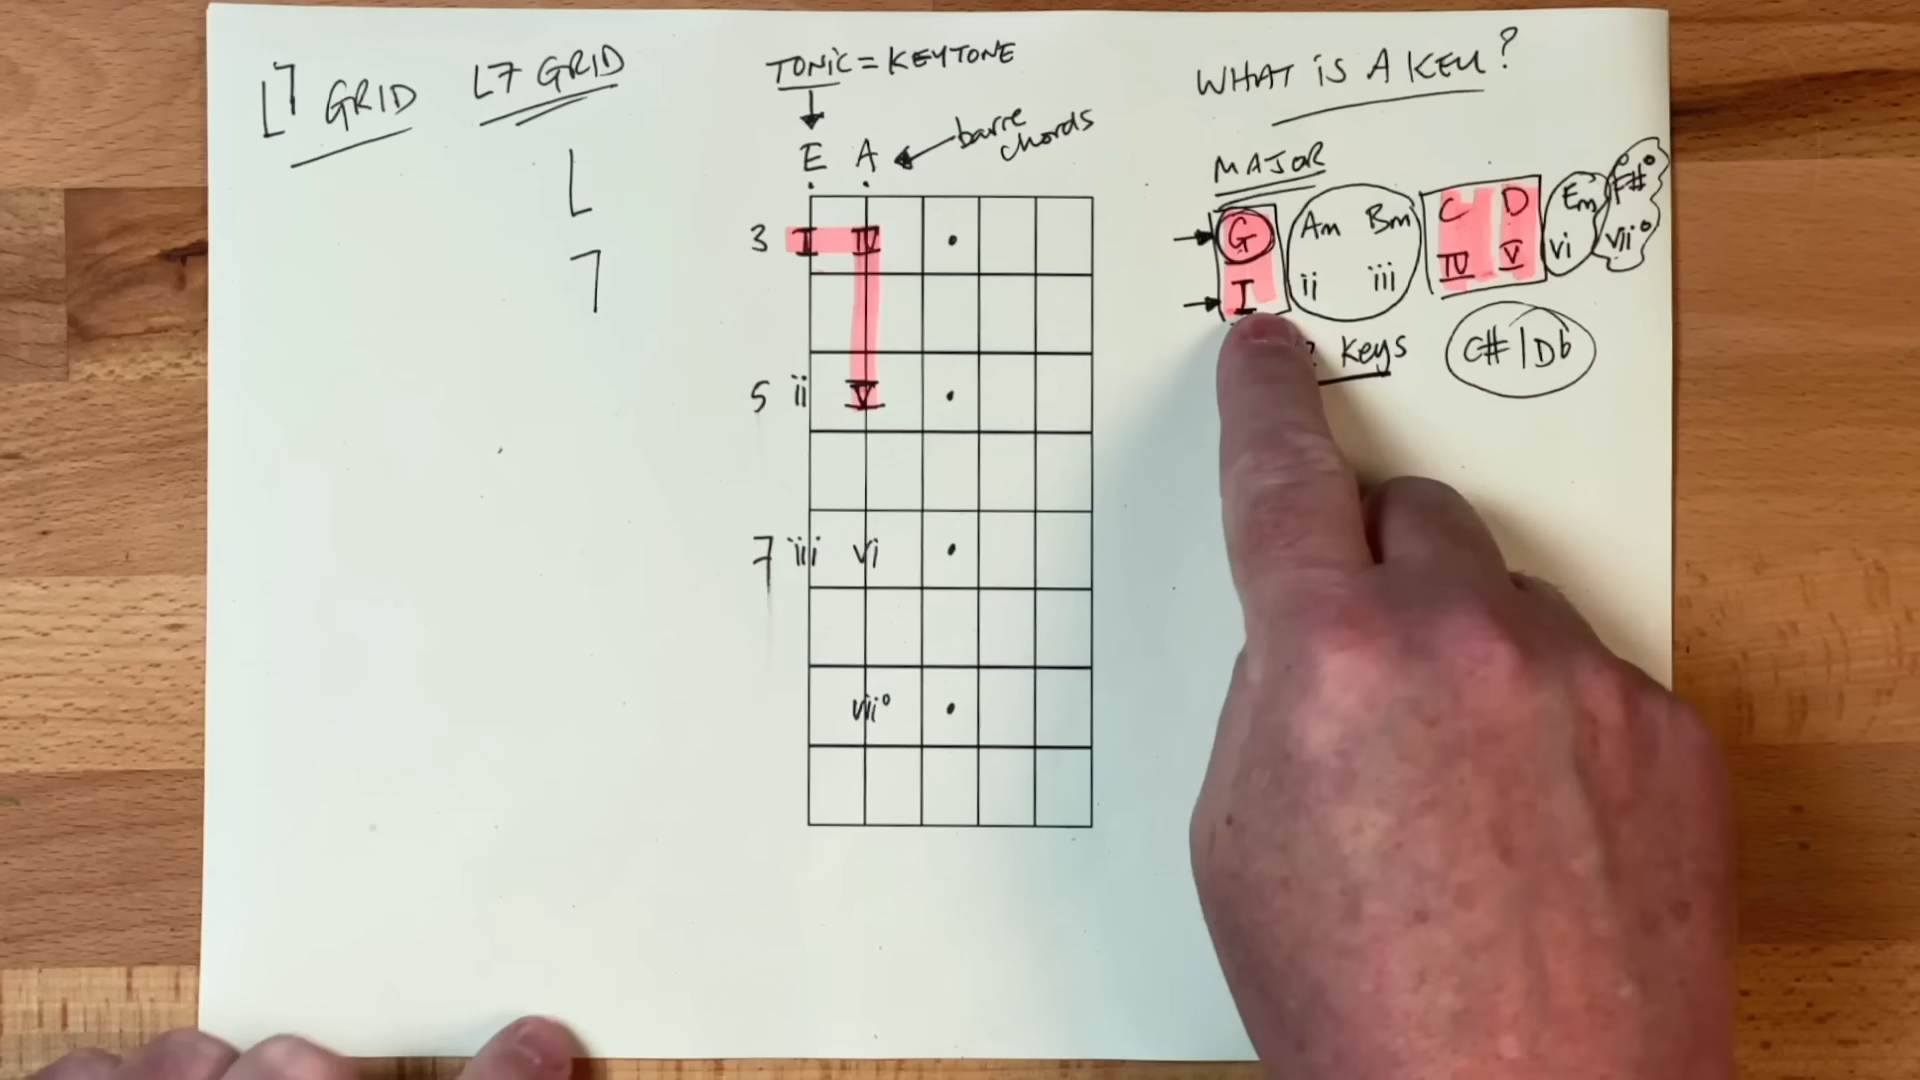 L7 GRID
L7 GRID
L
7
TONIC = KEYTONE
E A
barre
chords
3 I IV
5 ii V
7 iii vi
vii°
WHAT is A KEY?
MAJOR
G Am Bm C D Em F#°
I ii iii IV V vi vii°
Keys
C# | Db